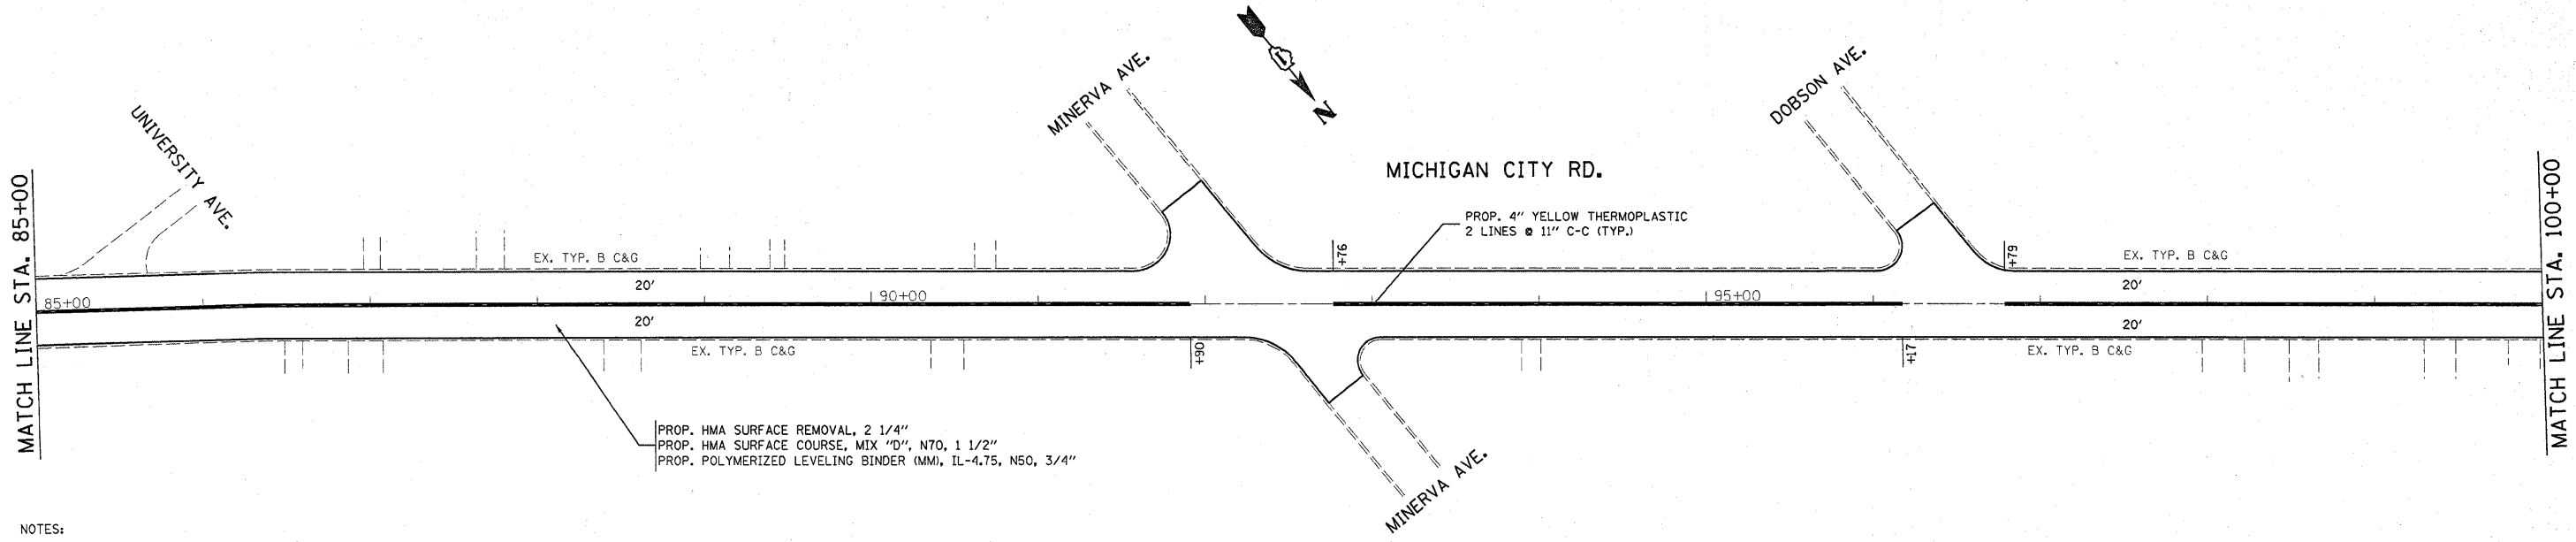 MATCH LINE STA. 85+00
UNIVERSITY AVE.
MINERVA AVE.
N
MICHIGAN CITY RD.
DOBSON AVE.
MATCH LINE STA. 100+00
PROP. 4" YELLOW THERMOPLASTIC
2 LINES @ 11" C-C (TYP.)
EX. TYP. B C&G
+76
+79
EX. TYP. B C&G
85+00
20'
90+00
95+00
20'
20'
20'
EX. TYP. B C&G
+90
+17
EX. TYP. B C&G
PROP. HMA SURFACE REMOVAL, 2 1/4"
PROP. HMA SURFACE COURSE, MIX "D", N70, 1 1/2"
PROP. POLYMERIZED LEVELING BINDER (MM), IL-4.75, N50, 3/4"
MINERVA AVE.
NOTES: